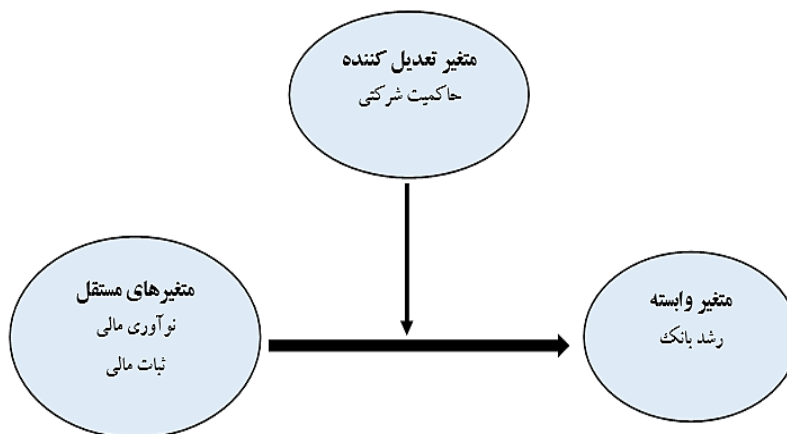 متغیر تعدیل کننده
حاکمیت شرکتی
متغیرهای مستقل
نوآوری مالی
ثبات مالی
متغیر وابسته
رشد بانک